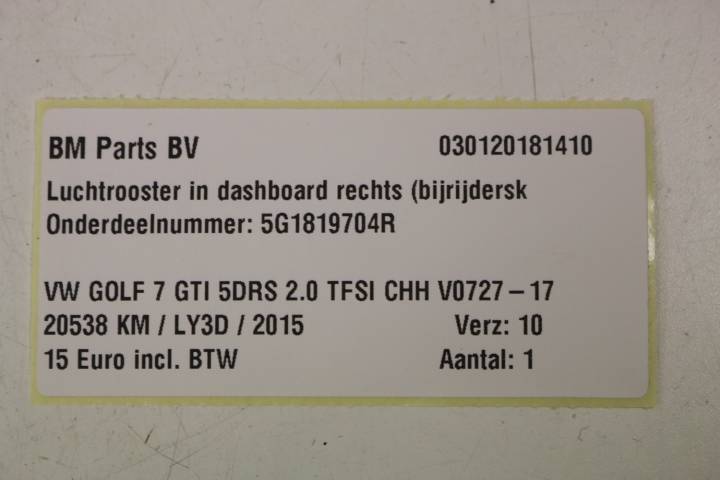 BM Parts BV 030120181410
Luchtrooster in dashboard rechts (bijrijdersk
Onderdeelnummer: 5G1819704R
VW GOLF 7 GTI 5DRS 2.0 TFSI CHH V0727-17
20538 KM / LY3D / 2015 Verz: 10
15 Euro incl. BTW Aantal: 1